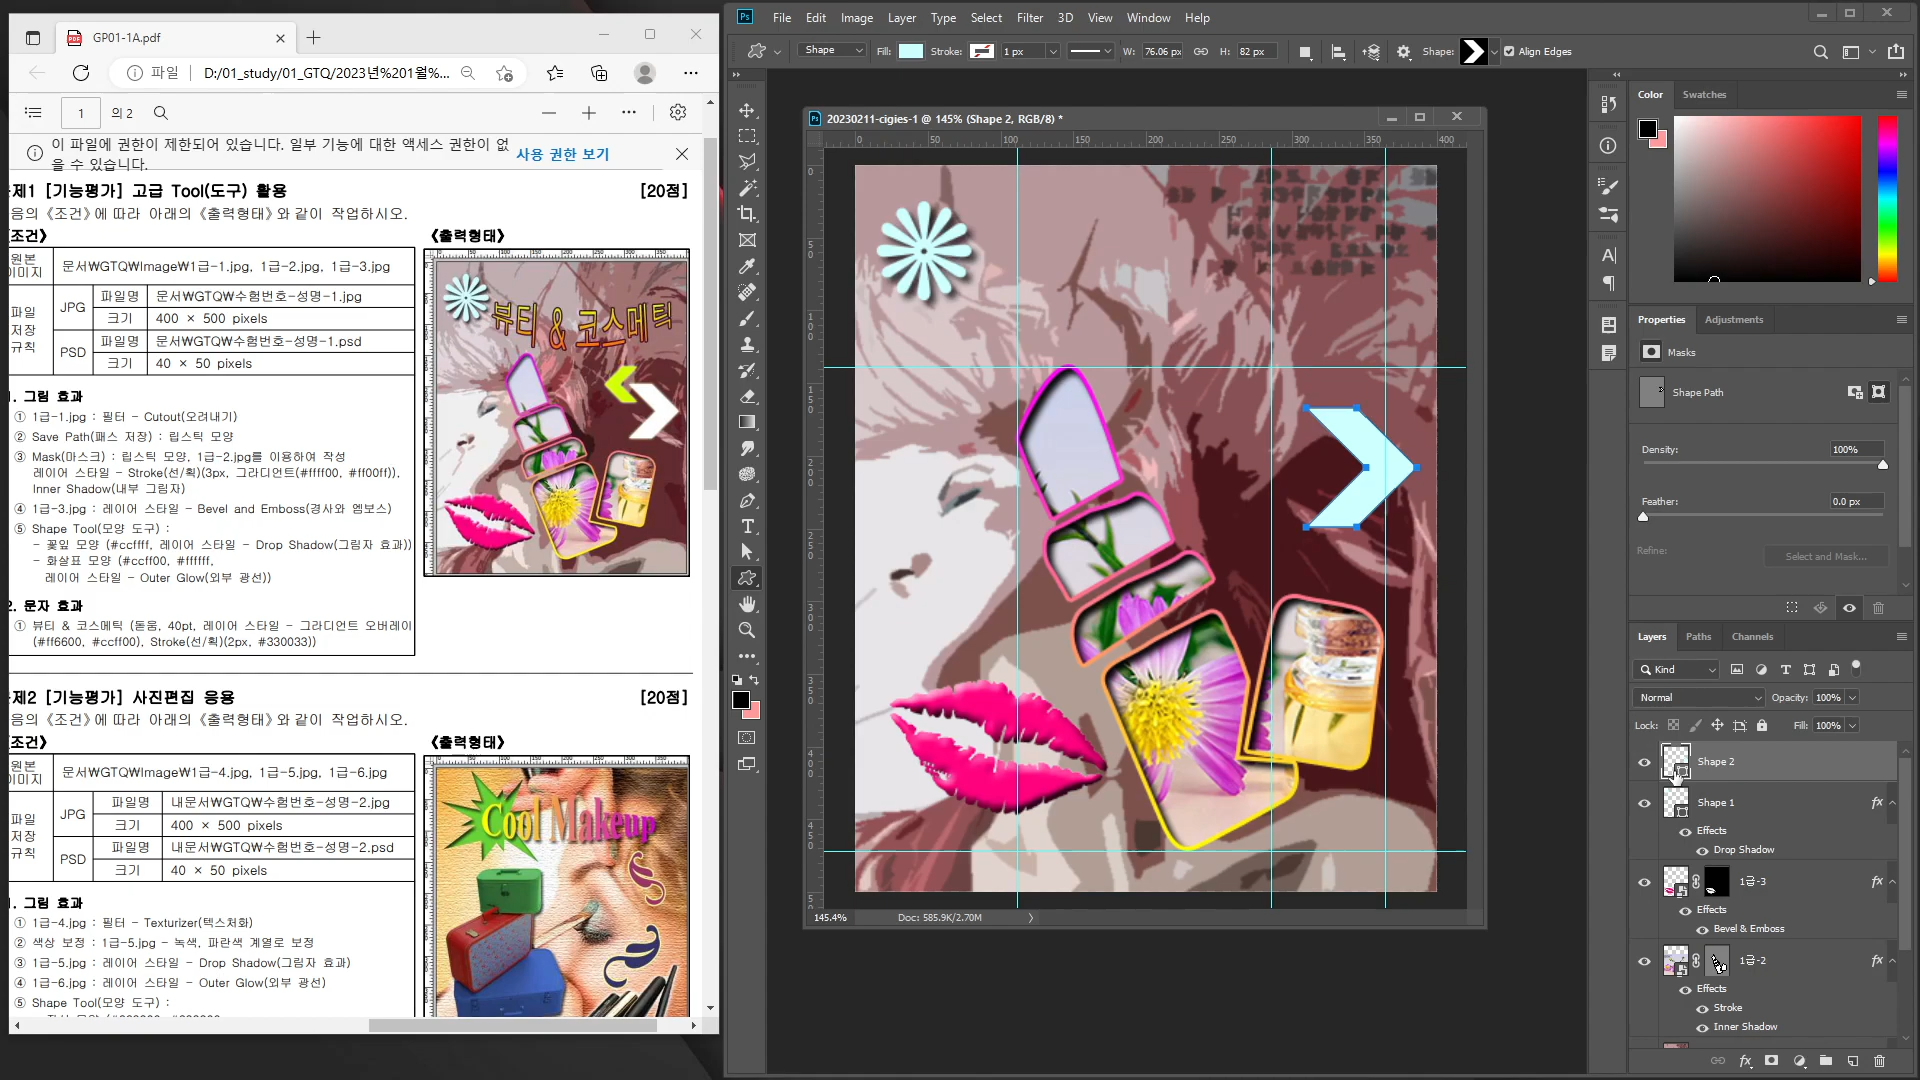 GP01-1A.pdf
파일
D:/01_study/01_GTQ/2023년%201월%...
1
의 2
이 파일에 권한이 제한되어 있습니다. 일부 기능에 대한 액세스 권한이 없
을 수 있습니다.
사용 권한 보기
제1 [기능평가] 고급 Tool(도구) 활용
[20점]
음의 《조건》에 따라 아래의 《출력형태》와 같이 작업하시오.
조건》
《출력형태》
원본
이미지
문서₩GTQ₩Image₩1급-1.jpg, 1급-2.jpg, 1급-3.jpg
파일
저장
규칙
JPG
파일명
문서₩GTQ₩수험번호-성명-1.jpg
크기
400 × 500 pixels
PSD
파일명
문서₩GTQ₩수험번호-성명-1.psd
크기
40 × 50 pixels
1. 그림 효과
① 1급-1.jpg : 필터 - Cutout(오려내기)
② Save Path(패스 저장) : 립스틱 모양
③ Mask(마스크) : 립스틱 모양, 1급-2.jpg를 이용하여 작성
레이어 스타일 - Stroke(선/획)(3px, 그라디언트(#ffff00, #ff00ff)),
Inner Shadow(내부 그림자)
④ 1급-3.jpg : 레이어 스타일 - Bevel and Emboss(경사와 엠보스)
⑤ Shape Tool(모양 도구) :
- 꽃잎 모양 (#ccffff, 레이어 스타일 - Drop Shadow(그림자 효과))
- 화살표 모양 (#ccff00, #ffffff,
레이어 스타일 - Outer Glow(외부 광선))
2. 문자 효과
① 뷰티 & 코스메틱 (돋움, 40pt, 레이어 스타일 - 그라디언트 오버레이
(#ff6600, #ccff00), Stroke(선/획)(2px, #330033))
뷰티 & 코스메틱
제2 [기능평가] 사진편집 응용
[20점]
음의 《조건》에 따라 아래의 《출력형태》와 같이 작업하시오.
조건》
《출력형태》
원본
이미지
문서₩GTQ₩Image₩1급-4.jpg, 1급-5.jpg, 1급-6.jpg
파일
저장
규칙
JPG
파일명
내문서₩GTQ₩수험번호-성명-2.jpg
크기
400 × 500 pixels
PSD
파일명
내문서₩GTQ₩수험번호-성명-2.psd
크기
40 × 50 pixels
1. 그림 효과
① 1급-4.jpg : 필터 - Texturizer(텍스처화)
② 색상 보정 : 1급-5.jpg - 녹색, 파란색 계열로 보정
③ 1급-5.jpg : 레이어 스타일 - Drop Shadow(그림자 효과)
④ 1급-6.jpg : 레이어 스타일 - Outer Glow(외부 광선)
⑤ Shape Tool(모양 도구) :
Cool Makeup
Ps
File Edit Image Layer Type Select Filter 3D View Window Help
Shape
Fill:
Stroke:
1 px
W: 76.06 px
H: 82 px
Shape:
Align Edges
20230211-cigies-1 @ 145% (Shape 2, RGB/8) *
0 50 100 150 200 250 300 350 400
145.4%
Doc: 585.9K/2.70M
Color
Swatches
Properties
Adjustments
Masks
Shape Path
Density:
100%
Feather:
0.0 px
Refine:
Select and Mask...
Layers
Paths
Channels
Kind
Normal
Opacity: 100%
Lock:
Fill: 100%
Shape 2
Shape 1
fx
Effects
Drop Shadow
1급-3
fx
Effects
Bevel & Emboss
1급-2
fx
Effects
Stroke
Inner Shadow